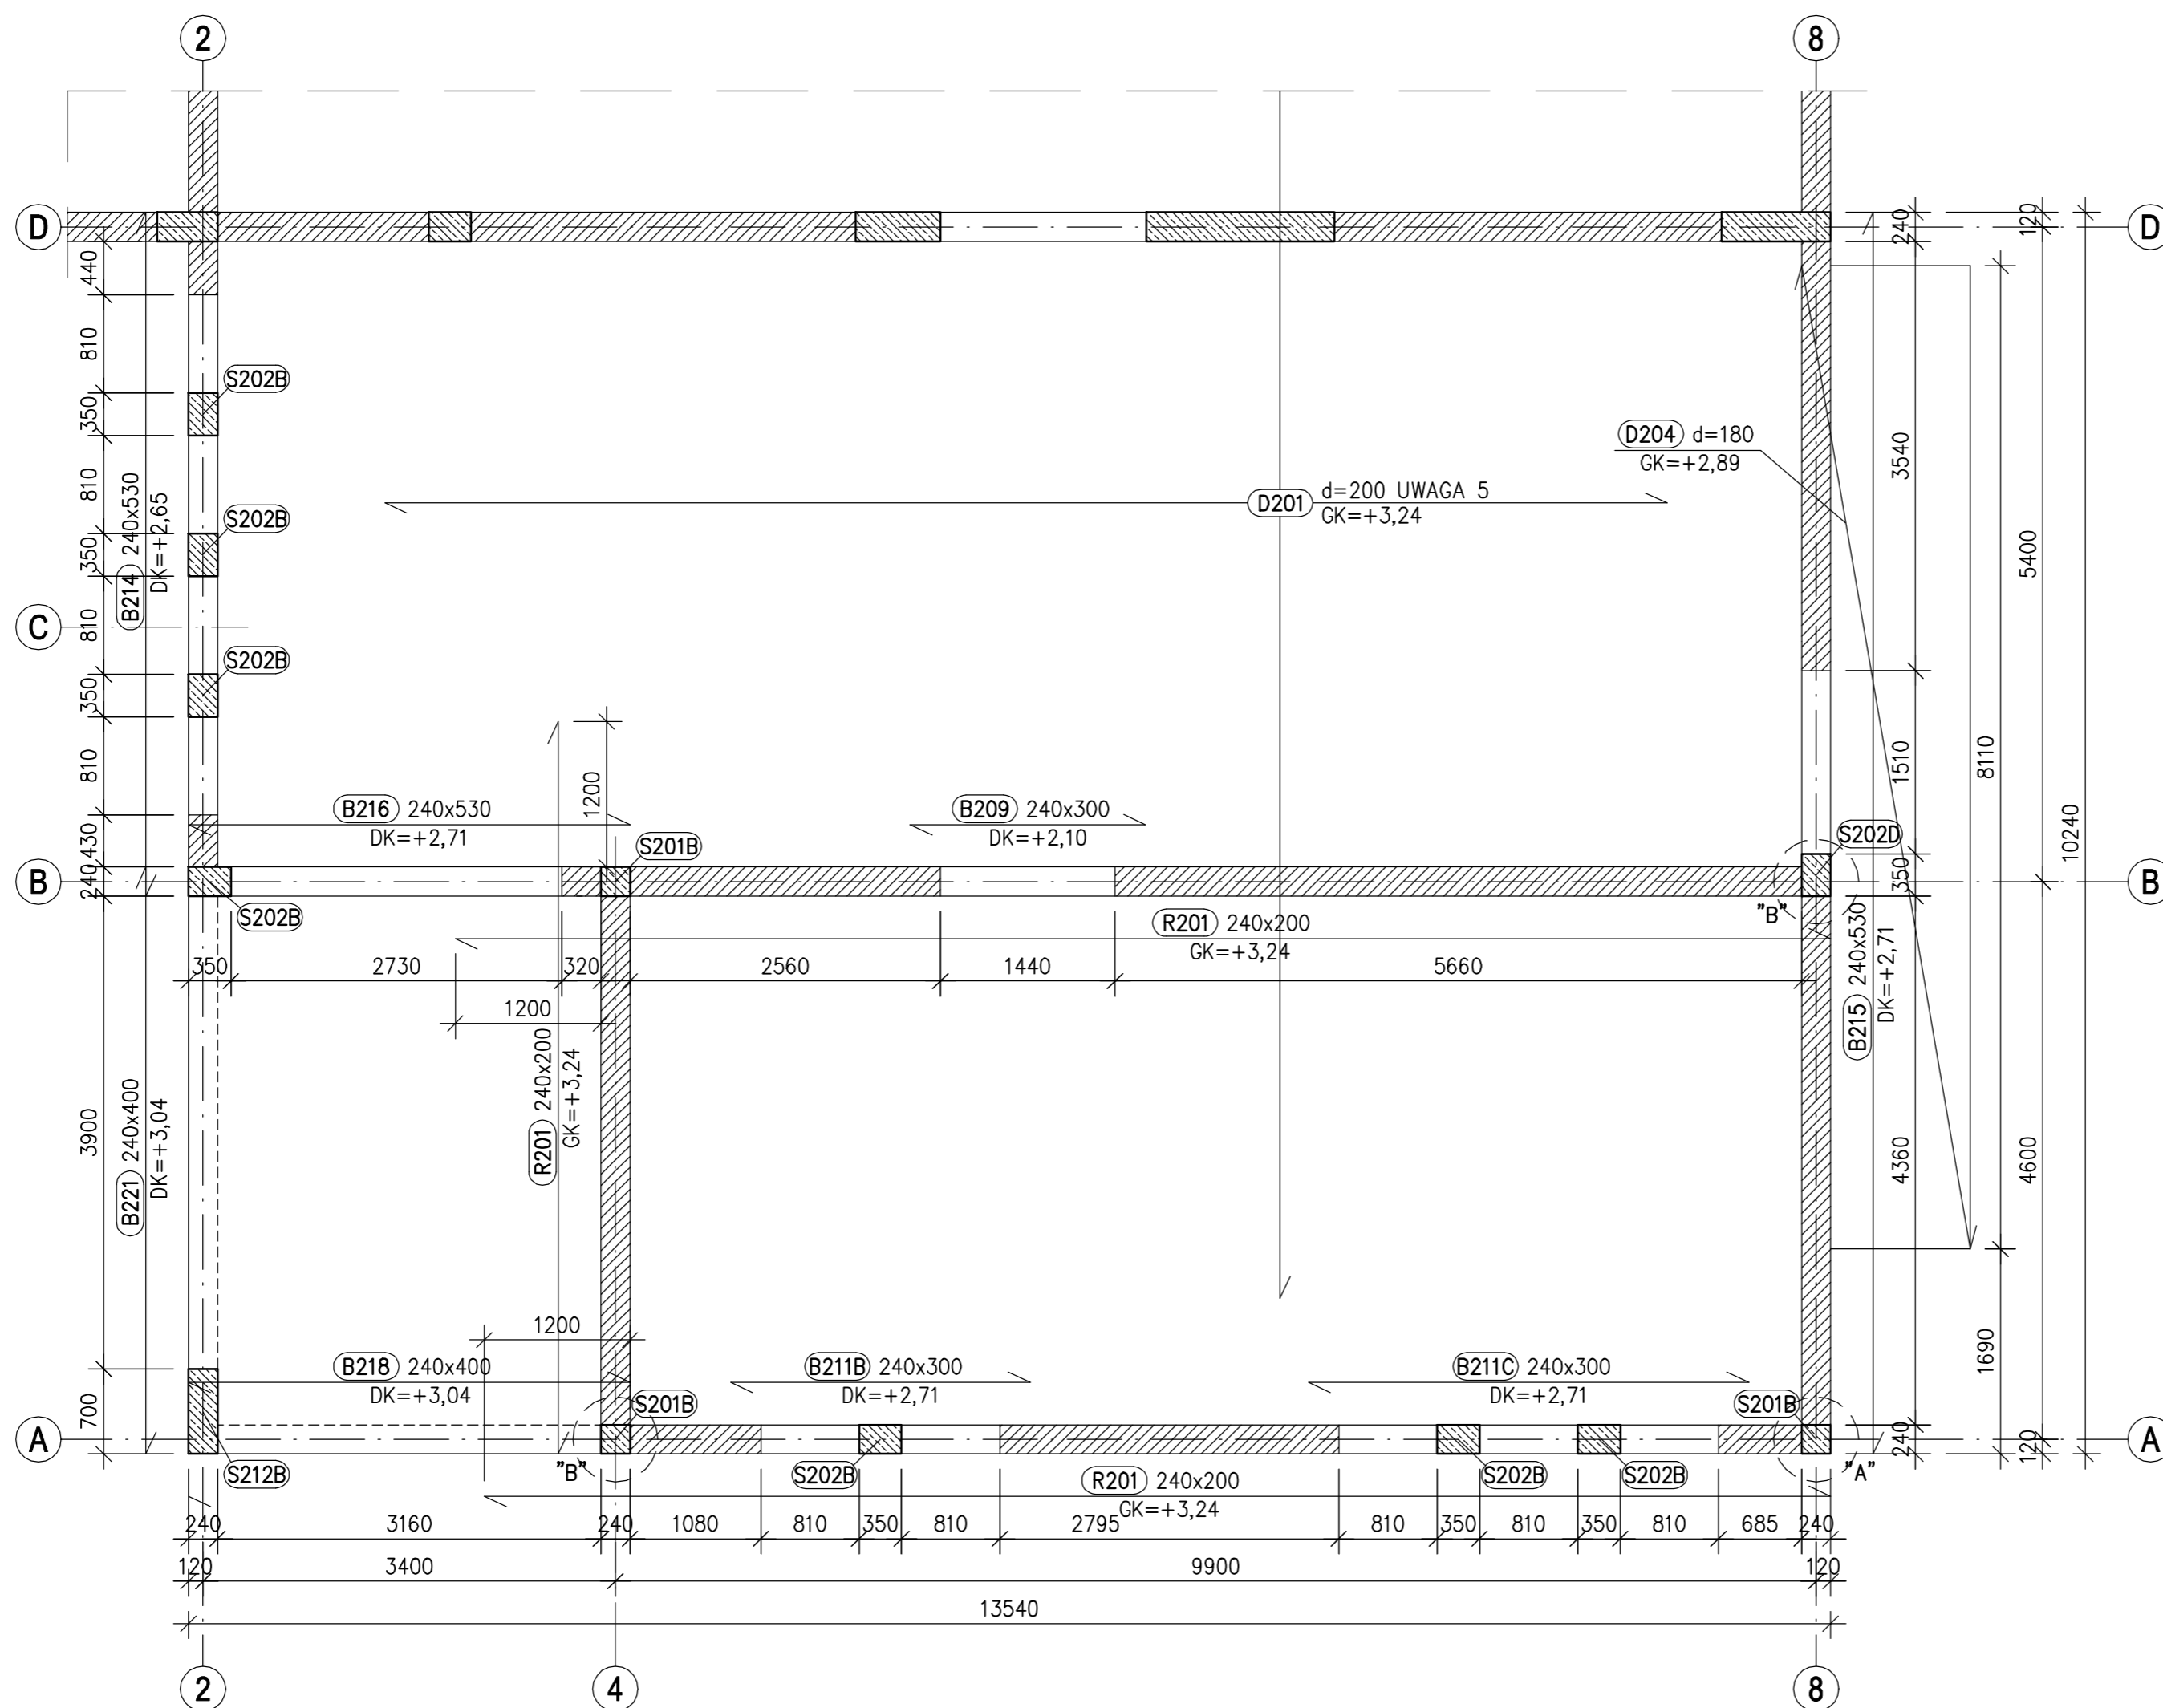 2
8
D
D
440
810
350
810
350
810
350
810
430
240
3900
700
S202B
S202B
S202B
B214 240x530
DK=+2,65
C
D204 d=180
GK=+2,89
D201
d=200 UWAGA 5
GK=+3,24
240
120
3540
5400
1510
8110
10240
350
B216 240x530
DK=+2,71
1200
S201B
B209 240x300
DK=+2,10
S202D
B
B
S202B
"B"
R201 240x200
GK=+3,24
B215 240x530
DK=+2,71
350
2730
320
2560
1440
5660
1200
R201 240x200
GK=+3,24
B221 240x400
DK=+3,04
4360
4600
1690
1200
B218 240x400
DK=+3,04
B211B 240x300
DK=+2,71
B211C 240x300
DK=+2,71
S201B
S201B
A
A
240
120
S212B
"B"
S202B
S202B
S202B
"A"
R201 240x200
GK=+3,24
240
3160
240
1080
810
350
810
2795
810
350
810
350
810
685
240
120
3400
9900
120
13540
2
4
8